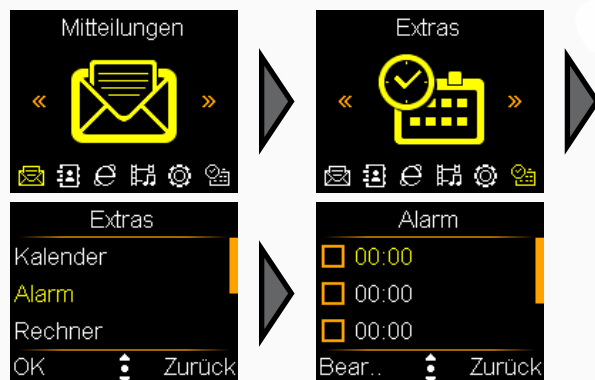 Mitteilungen
Extras
Extras
Kalender
Alarm
Rechner
OK Zurück
Alarm
00:00
00:00
00:00
Bear.. Zurück